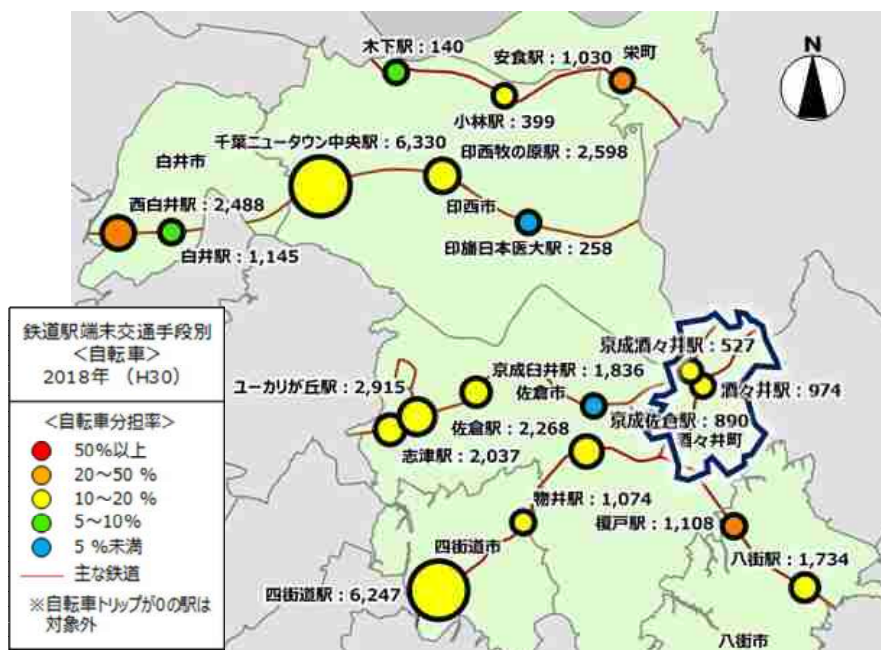 木下駅：140
安食駅：1,030
栄町
N
小林駅：399
千葉ニュータウン中央駅：6,330
印西牧の原駅：2,598
白井市
西白井駅：2,488
印西市
白井駅：1,145
印旛日本医大駅：258
鉄道駅端末交通手段別
＜自転車＞
2018年 （H30）
＜自転車分担率＞
50%以上
20～50 %
10～20 %
5～10%
5 %未満
主な鉄道
※自転車トリップが0の駅は
対象外
京成酒々井駅：527
京成臼井駅：1,836
ユーカリが丘駅：2,915
佐倉市
酒々井駅：974
京成佐倉駅：890
佐倉駅：2,268
酒々井町
志津駅：2,037
物井駅：1,074
榎戸駅：1,108
四街道市
八街駅：1,734
四街道駅：6,247
八街市